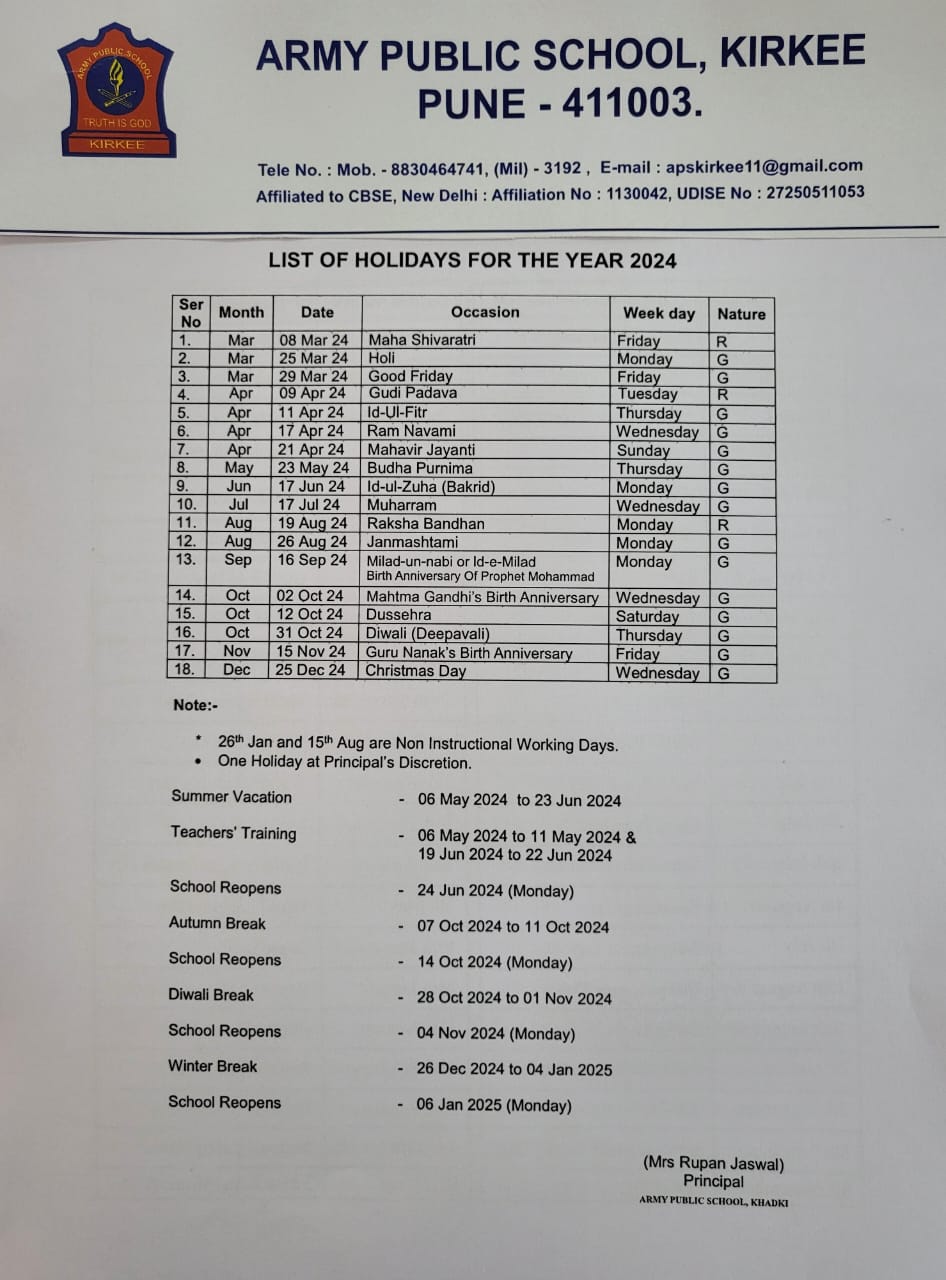 ARMY PUBLIC SCHOOL
TRUTH IS GOD
KIRKEE
ARMY PUBLIC SCHOOL, KIRKEE
PUNE - 411003.
Tele No. : Mob. - 8830464741, (Mil) - 3192 , E-mail : apskirkee11@gmail.com
Affiliated to CBSE, New Delhi : Affiliation No : 1130042, UDISE No : 27250511053
LIST OF HOLIDAYS FOR THE YEAR 2024
Ser No Month Date Occasion Week day Nature
1. Mar 08 Mar 24 Maha Shivaratri Friday R
2. Mar 25 Mar 24 Holi Monday G
3. Mar 29 Mar 24 Good Friday Friday G
4. Apr 09 Apr 24 Gudi Padava Tuesday R
5. Apr 11 Apr 24 Id-Ul-Fitr Thursday G
6. Apr 17 Apr 24 Ram Navami Wednesday G
7. Apr 21 Apr 24 Mahavir Jayanti Sunday G
8. May 23 May 24 Budha Purnima Thursday G
9. Jun 17 Jun 24 Id-ul-Zuha (Bakrid) Monday G
10. Jul 17 Jul 24 Muharram Wednesday G
11. Aug 19 Aug 24 Raksha Bandhan Monday R
12. Aug 26 Aug 24 Janmashtami Monday G
13. Sep 16 Sep 24 Milad-un-nabi or Id-e-Milad Monday G
Birth Anniversary Of Prophet Mohammad
14. Oct 02 Oct 24 Mahtma Gandhi's Birth Anniversary Wednesday G
15. Oct 12 Oct 24 Dussehra Saturday G
16. Oct 31 Oct 24 Diwali (Deepavali) Thursday G
17. Nov 15 Nov 24 Guru Nanak's Birth Anniversary Friday G
18. Dec 25 Dec 24 Christmas Day Wednesday G
Note:-
* 26th Jan and 15th Aug are Non Instructional Working Days.
• One Holiday at Principal's Discretion.
Summer Vacation - 06 May 2024 to 23 Jun 2024
Teachers' Training - 06 May 2024 to 11 May 2024 &
19 Jun 2024 to 22 Jun 2024
School Reopens - 24 Jun 2024 (Monday)
Autumn Break - 07 Oct 2024 to 11 Oct 2024
School Reopens - 14 Oct 2024 (Monday)
Diwali Break - 28 Oct 2024 to 01 Nov 2024
School Reopens - 04 Nov 2024 (Monday)
Winter Break - 26 Dec 2024 to 04 Jan 2025
School Reopens - 06 Jan 2025 (Monday)
(Mrs Rupan Jaswal)
Principal
ARMY PUBLIC SCHOOL, KHADKI